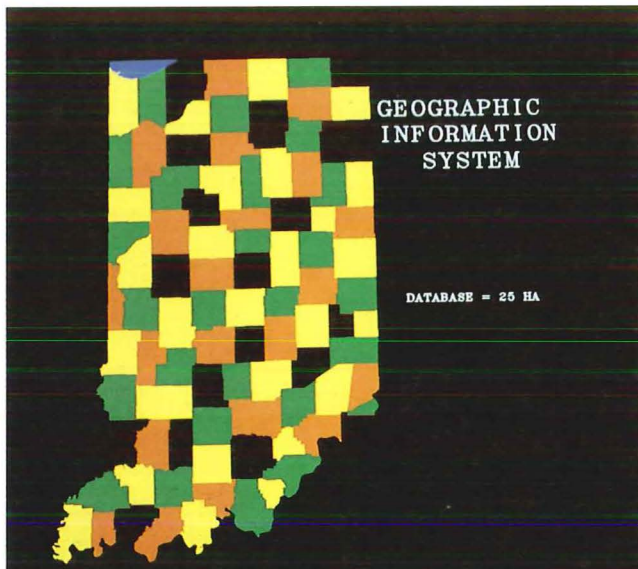 GEOGRAPHIC
INFORMATION
SYSTEM
DATABASE = 25 HA